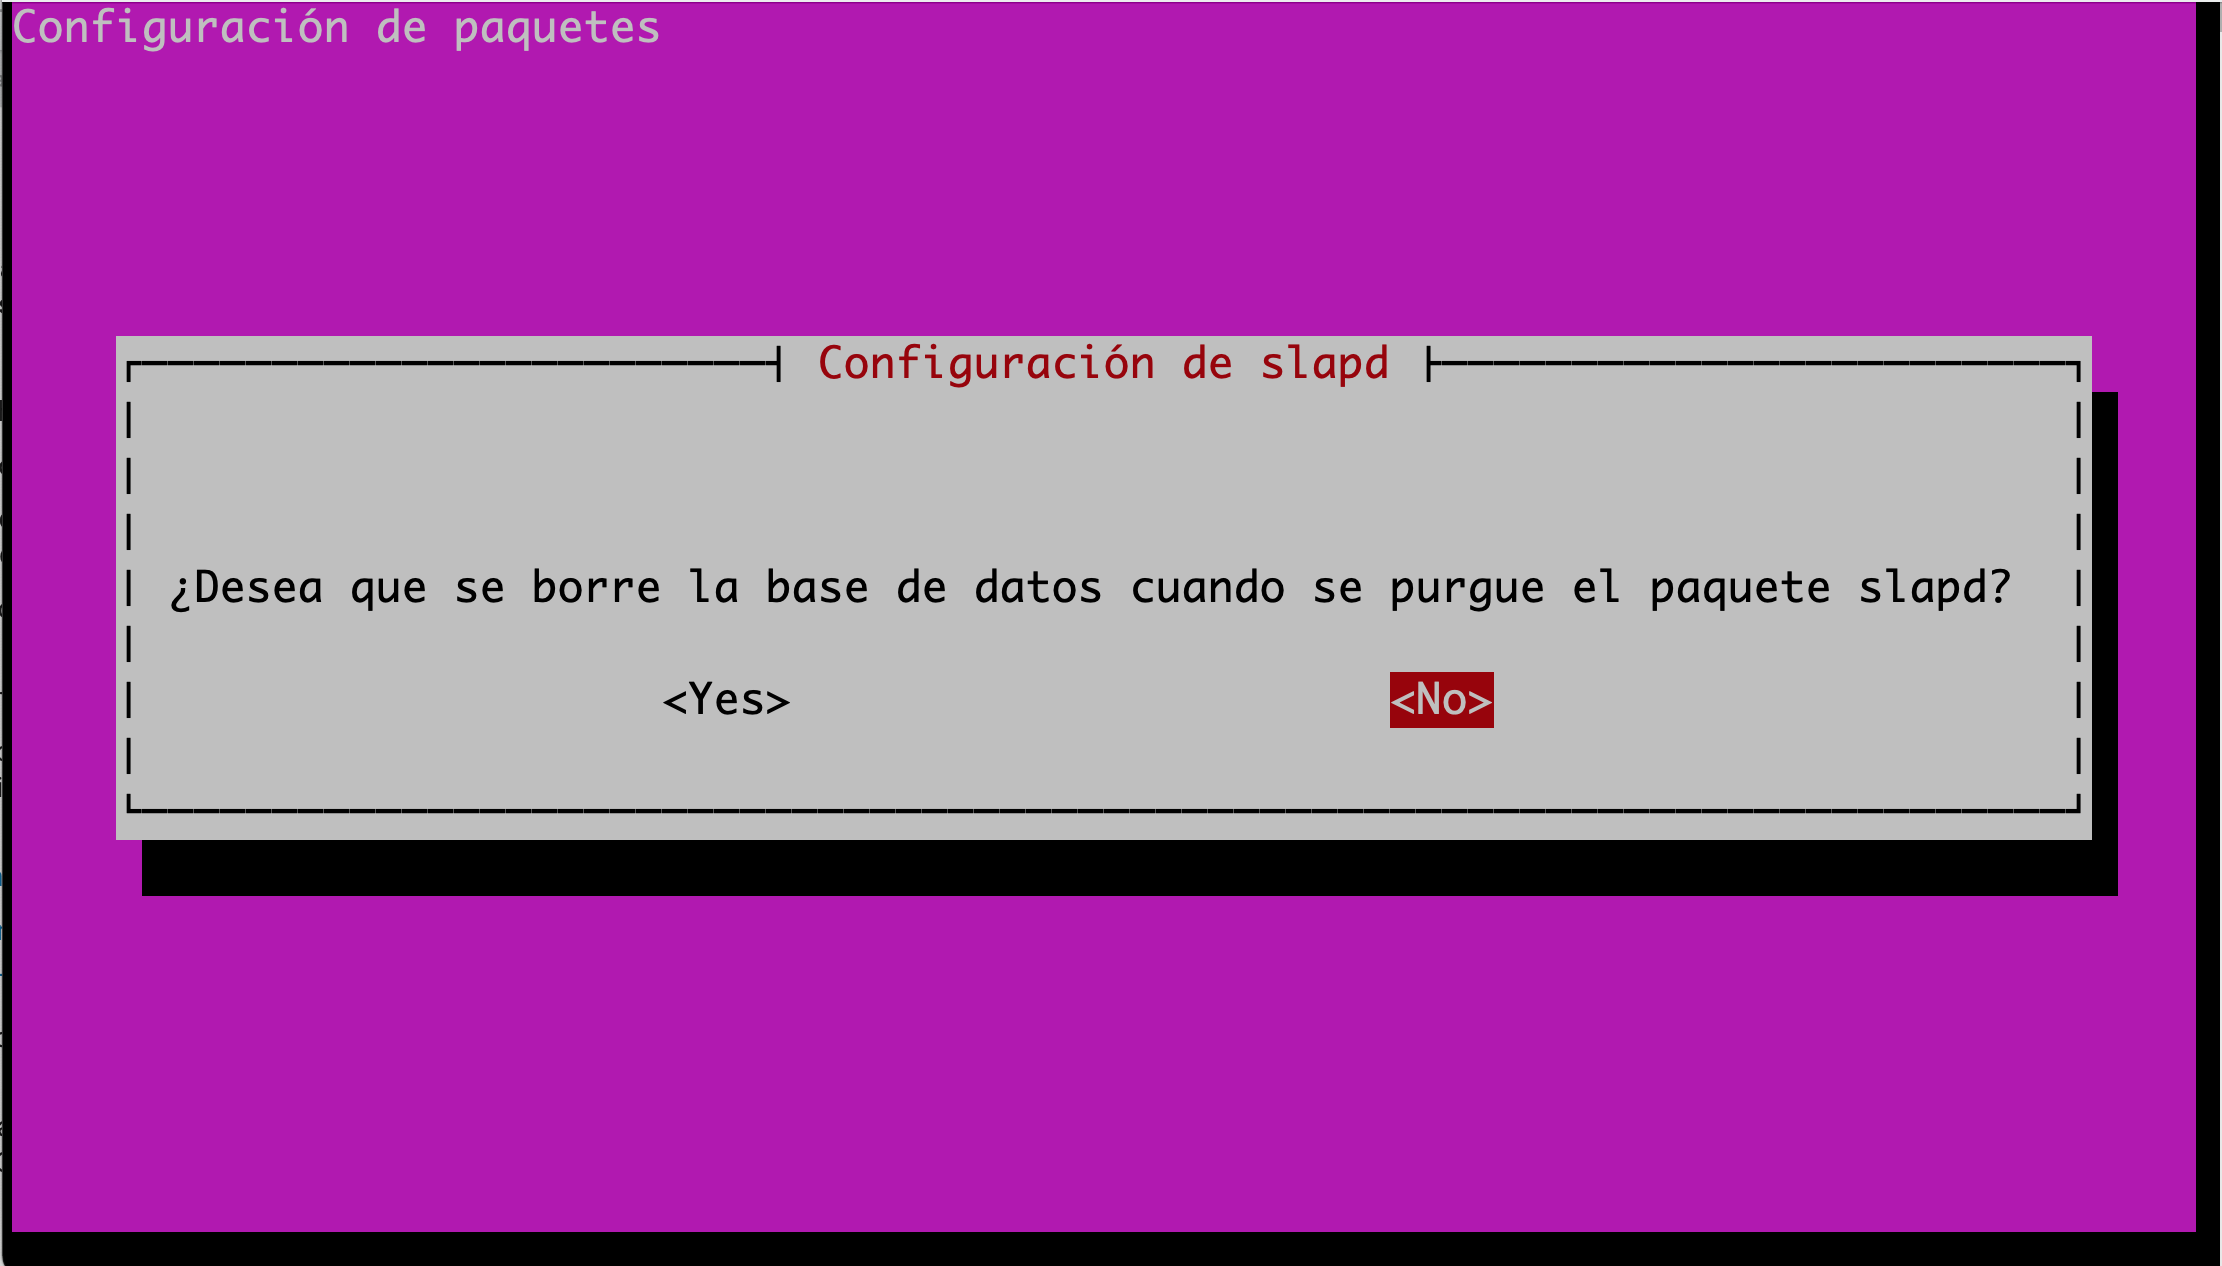 Configuración de paquetes
Configuración de slapd
¿Desea que se borre la base de datos cuando se purgue el paquete slapd?
<Yes> <No>